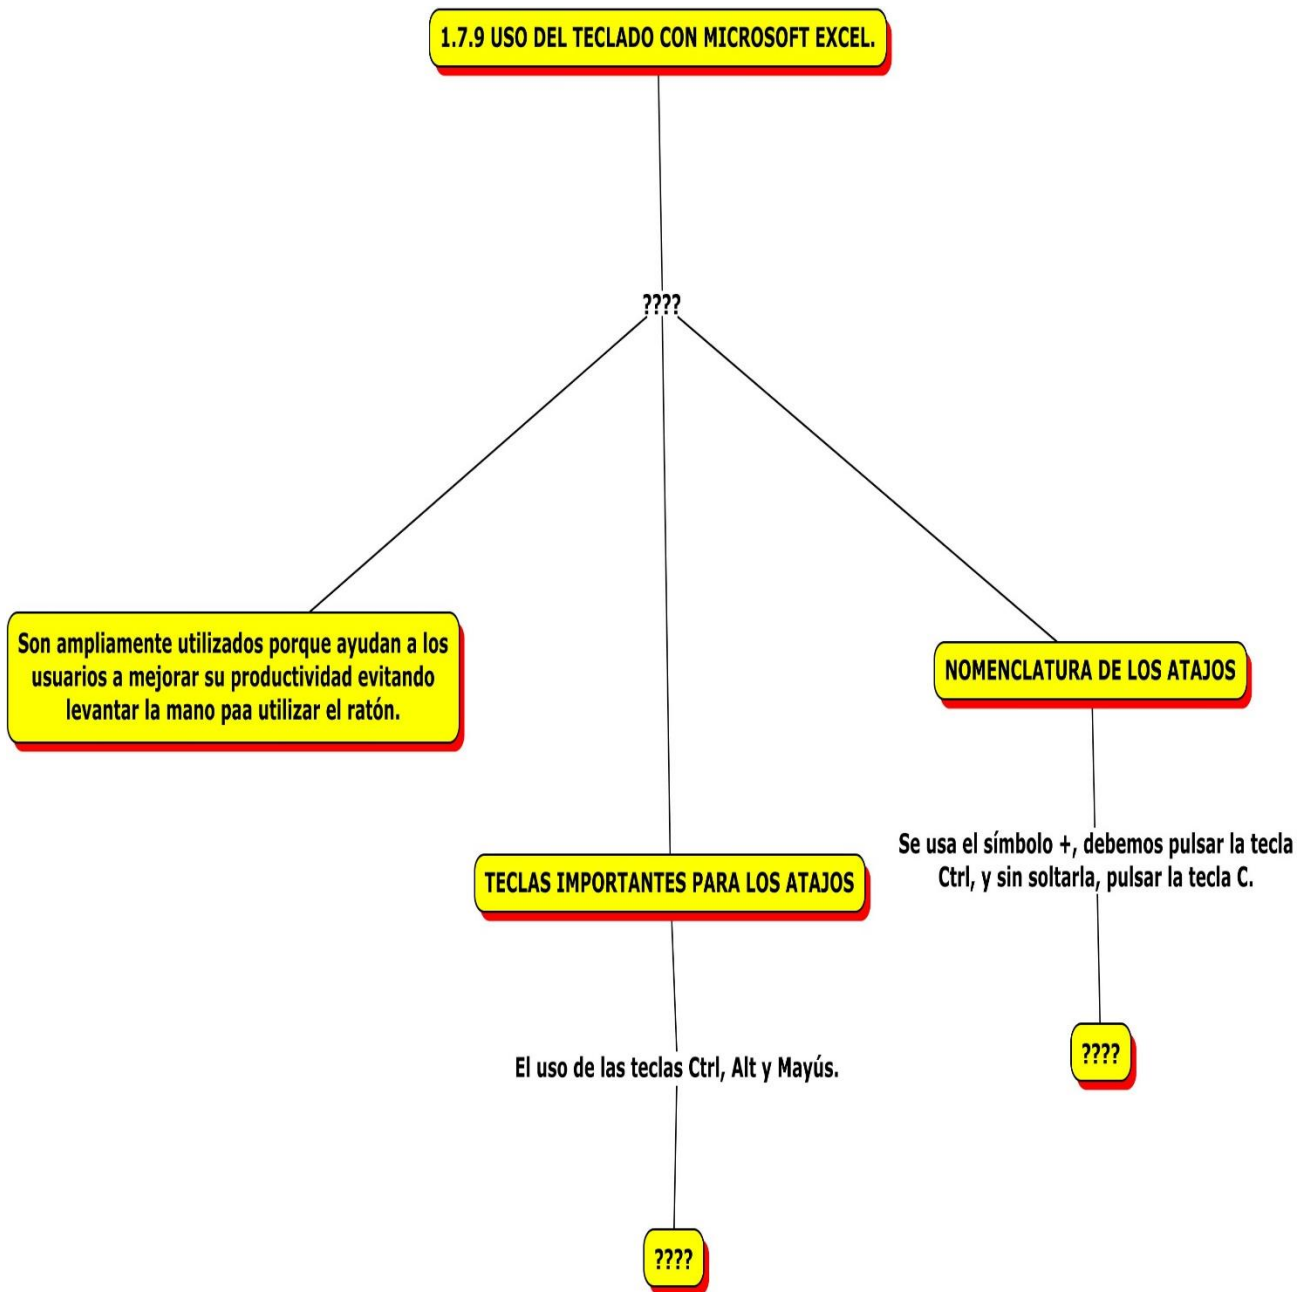 1.7.9 USO DEL TECLADO CON MICROSOFT EXCEL.
????
Son ampliamente utilizados porque ayudan a los
usuarios a mejorar su productividad evitando
levantar la mano paa utilizar el ratón.
NOMENCLATURA DE LOS ATAJOS
Se usa el símbolo +, debemos pulsar la tecla
Ctrl, y sin soltarla, pulsar la tecla C.
TECLAS IMPORTANTES PARA LOS ATAJOS
????
El uso de las teclas Ctrl, Alt y Mayús.
????